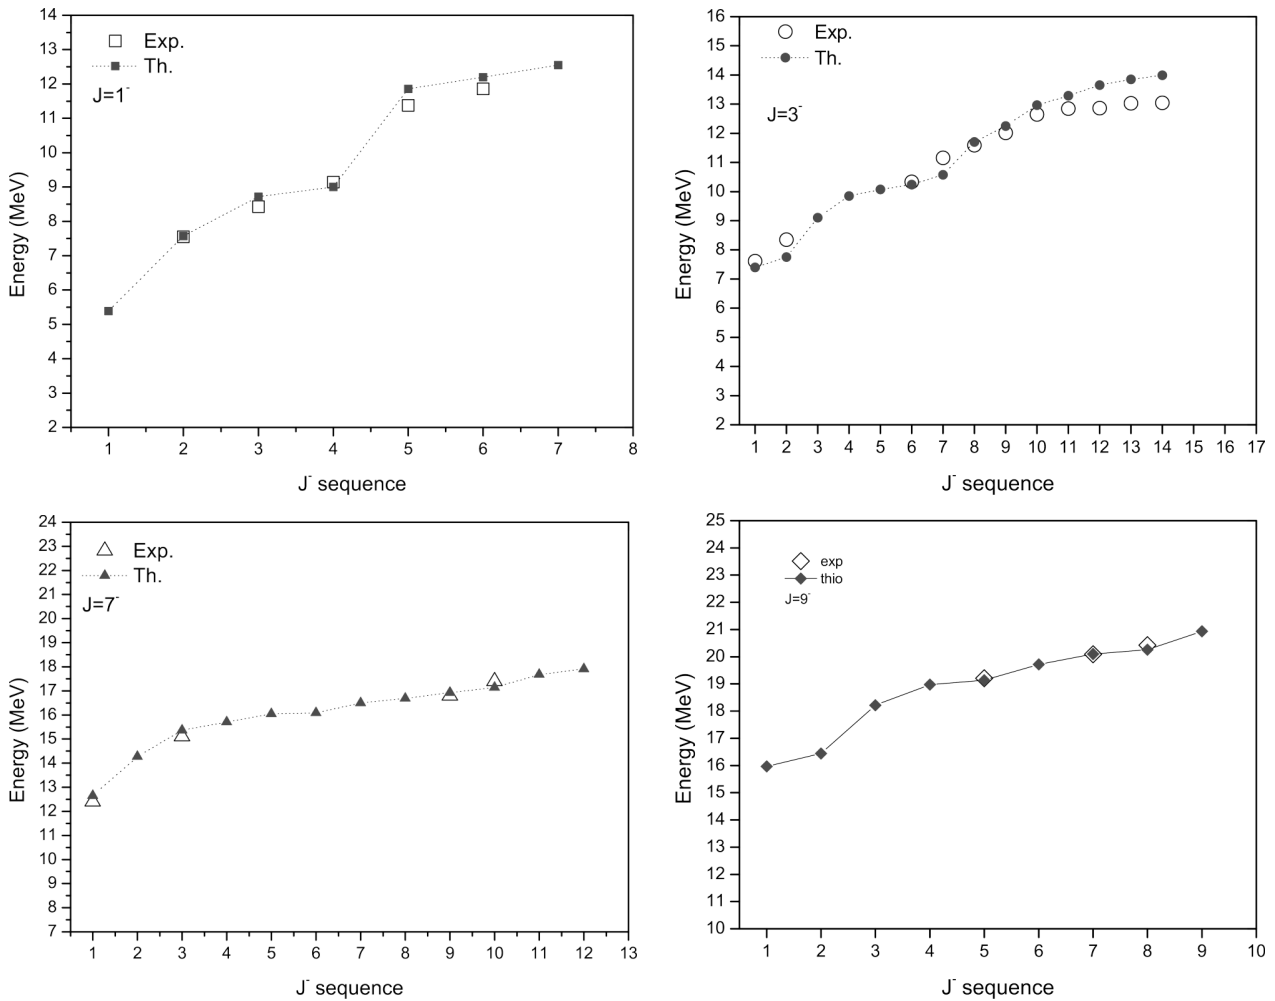 14
13
12
11
10
9
8
7
6
5
4
3
2
Energy (MeV)
Exp.
Th.
J=1⁻
1 2 3 4 5 6 7 8
J⁻ sequence
16
15
14
13
12
11
10
9
8
7
6
5
4
3
2
Energy (MeV)
Exp.
Th.
J=3⁻
1 2 3 4 5 6 7 8 9 10 11 12 13 14 15 16 17
J⁻ sequence
24
23
22
21
20
19
18
17
16
15
14
13
12
11
10
9
8
7
Energy (MeV)
Exp.
Th.
J=7⁻
1 2 3 4 5 6 7 8 9 10 11 12 13
J⁻ sequence
25
24
23
22
21
20
19
18
17
16
15
14
13
12
11
10
Energy (MeV)
exp
thio
J=9⁻
1 2 3 4 5 6 7 8 9 10
J⁻ sequence